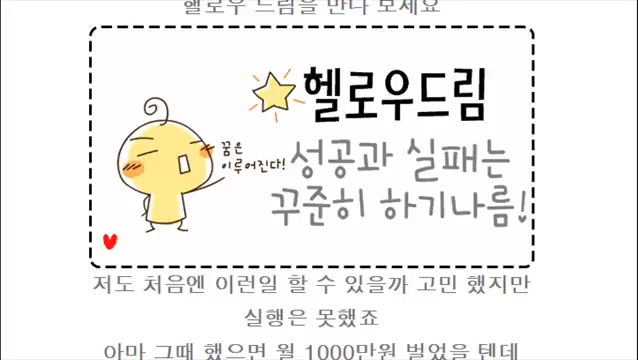 헬로우 드림을 만나 보세요
헬로우드림
꿈은
이루어진다!
성공과 실패는
꾸준히 하기나름!
저도 처음엔 이런일 할 수 있을까 고민 했지만
실행은 못했죠
아마 그때 했으면 월 1000만원 벌었을 텐데